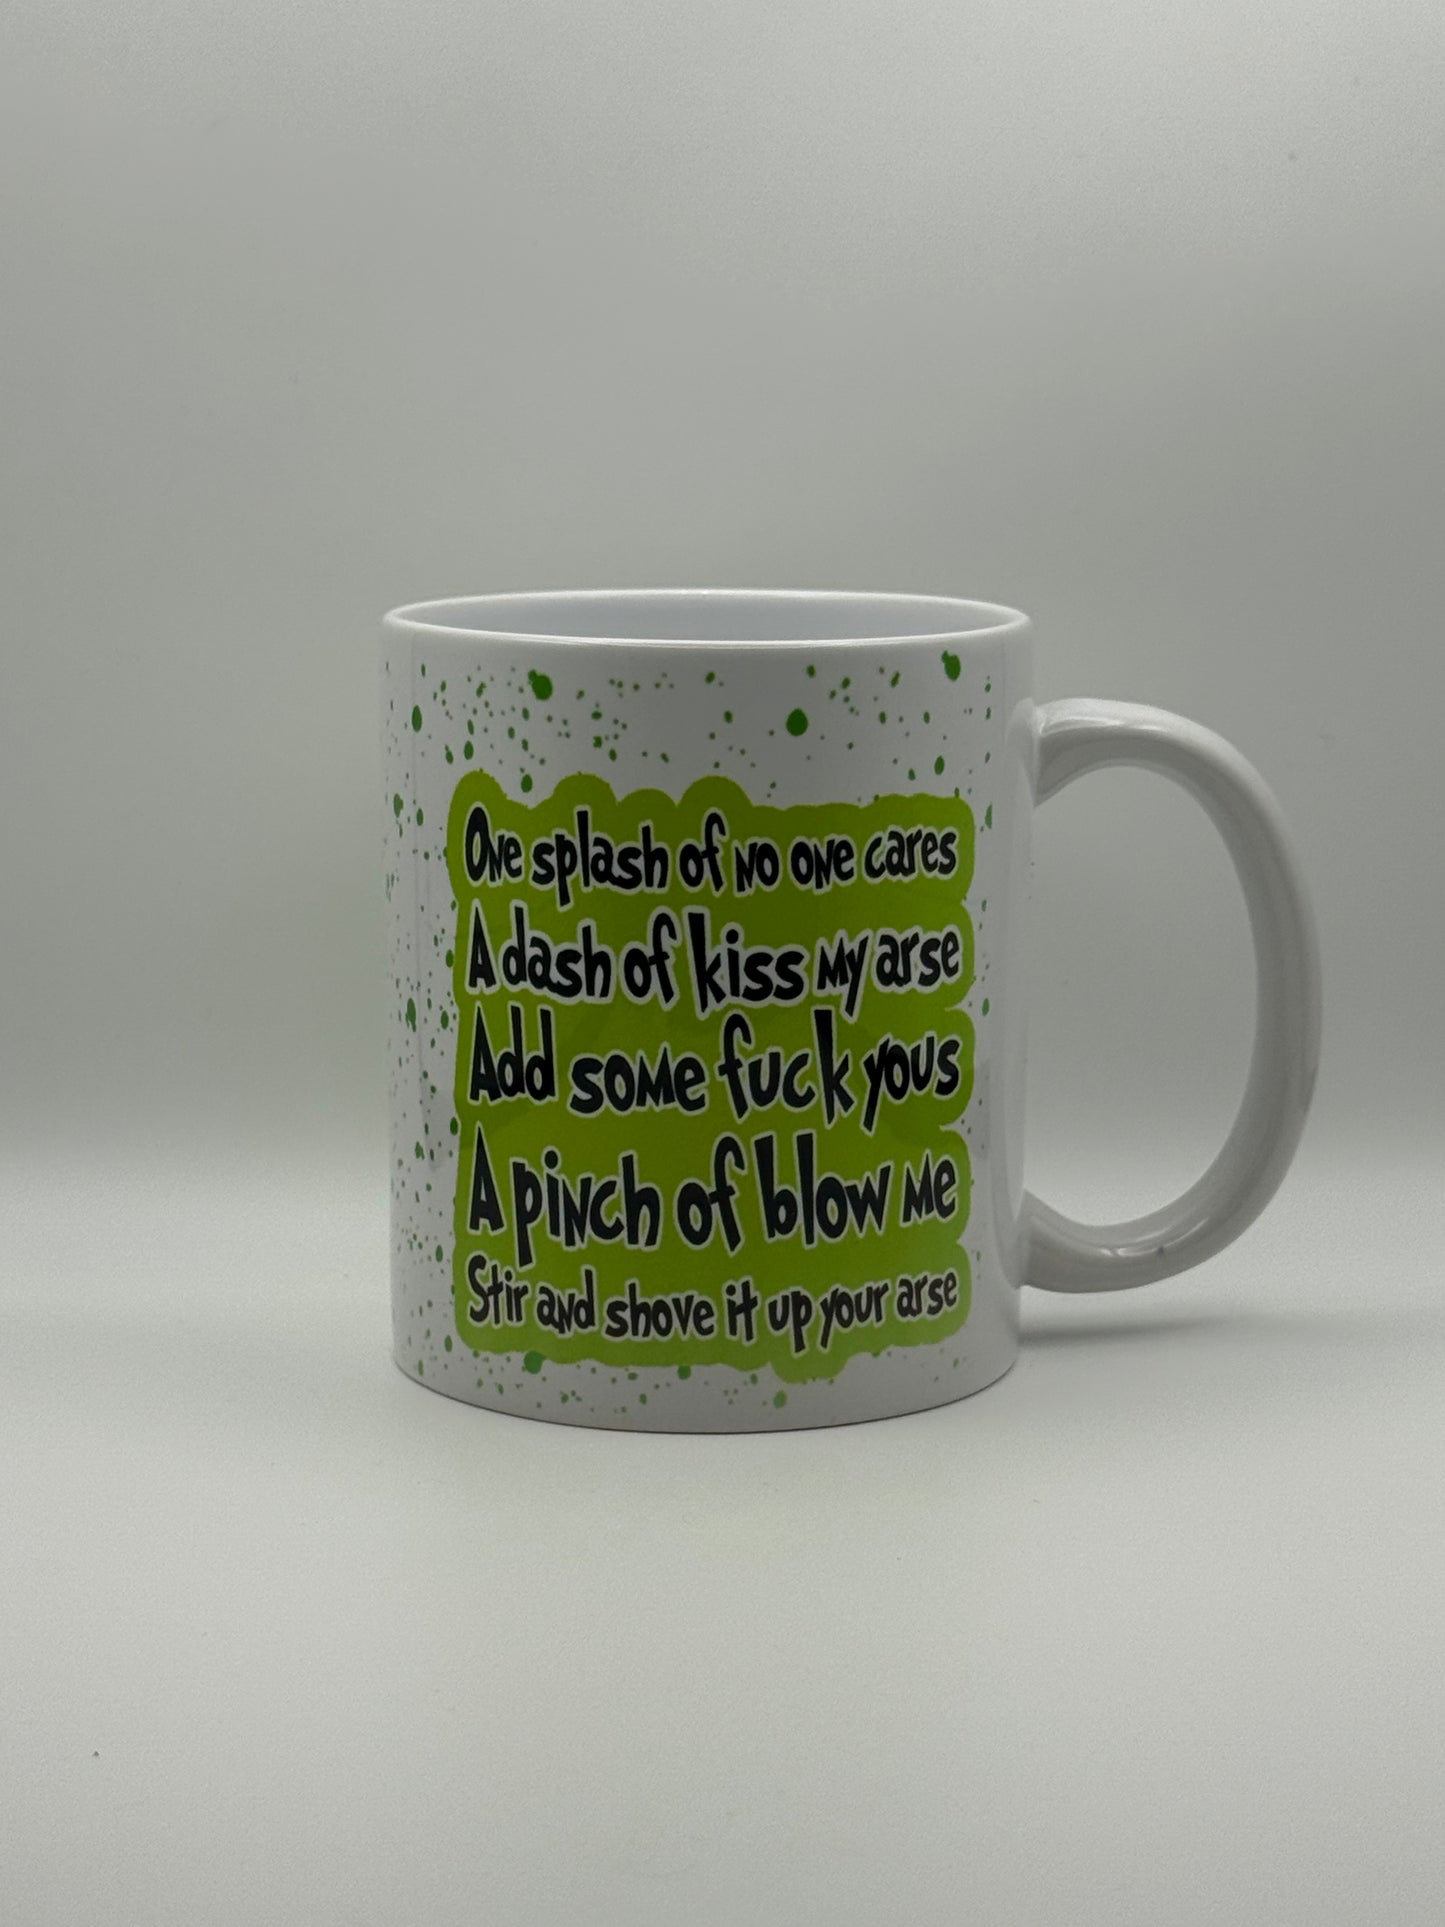 One splash of no one cares
A dash of kiss my arse
Add some fuck yous
A pinch of blow me
Stir and shove it up your arse